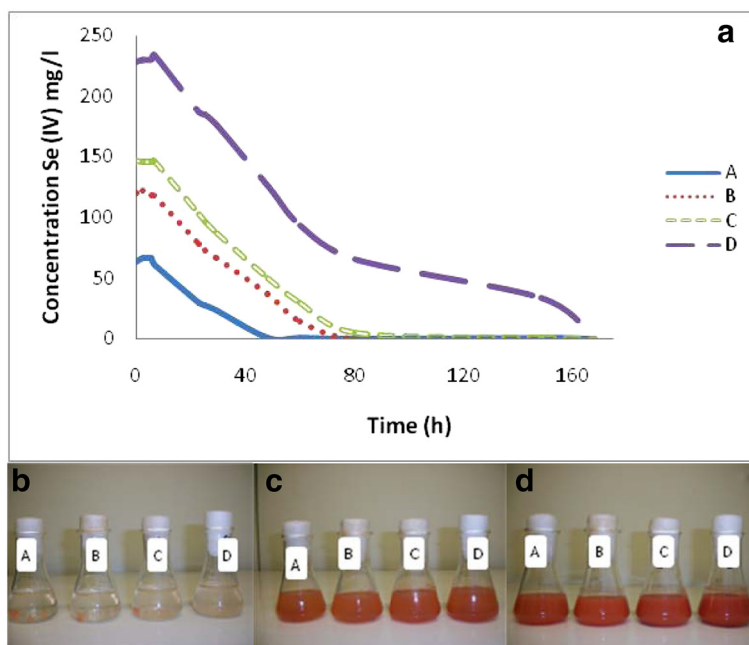 a
Concentration Se (IV) mg/l
250
200
150
100
50
0
0 40 80 120 160
Time (h)
A
B
C
D
b
A B C D
c
A B C D
d
A B C D